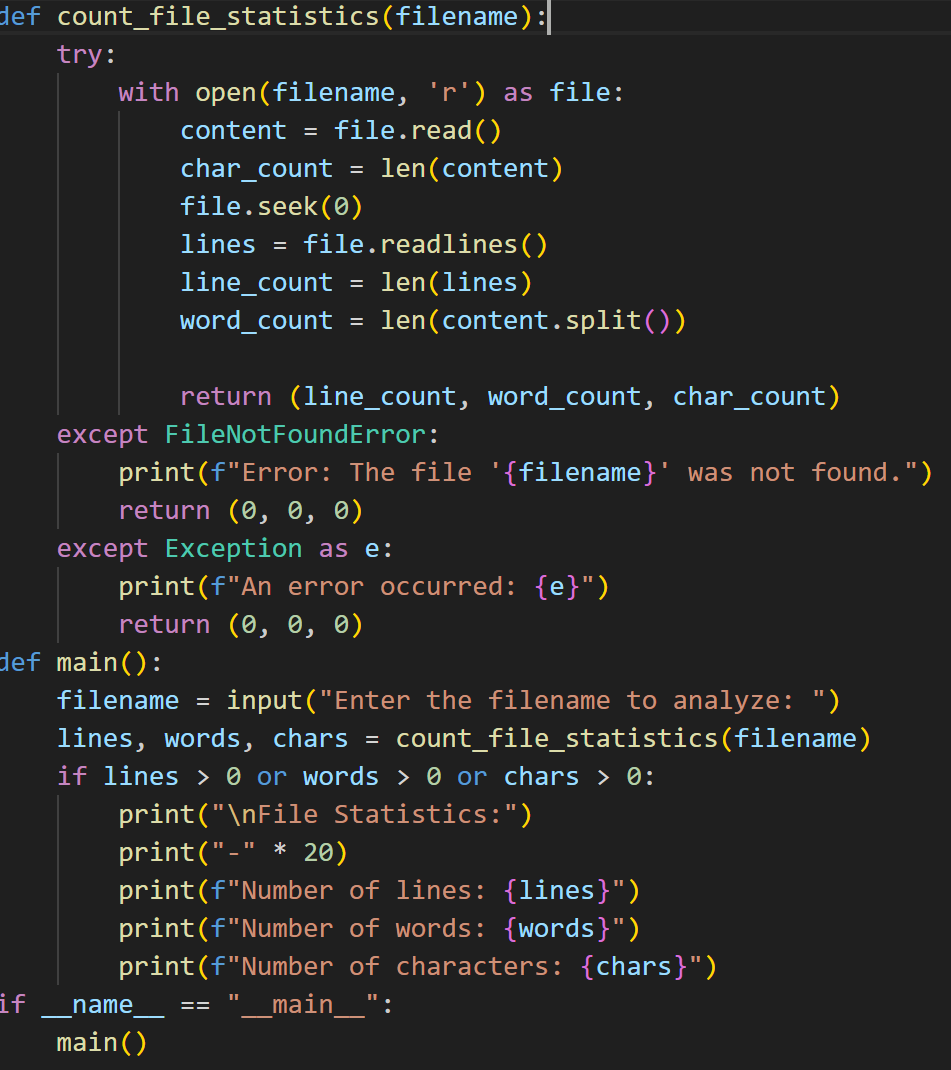 def count_file_statistics(filename):
    try:
        with open(filename, 'r') as file:
            content = file.read()
            char_count = len(content)
            file.seek(0)
            lines = file.readlines()
            line_count = len(lines)
            word_count = len(content.split())

            return (line_count, word_count, char_count)
    except FileNotFoundError:
        print(f"Error: The file '{filename}' was not found.")
        return (0, 0, 0)
    except Exception as e:
        print(f"An error occurred: {e}")
        return (0, 0, 0)
def main():
    filename = input("Enter the filename to analyze: ")
    lines, words, chars = count_file_statistics(filename)
    if lines > 0 or words > 0 or chars > 0:
        print("\nFile Statistics:")
        print("-" * 20)
        print(f"Number of lines: {lines}")
        print(f"Number of words: {words}")
        print(f"Number of characters: {chars}")
if __name__ == "__main__":
    main()